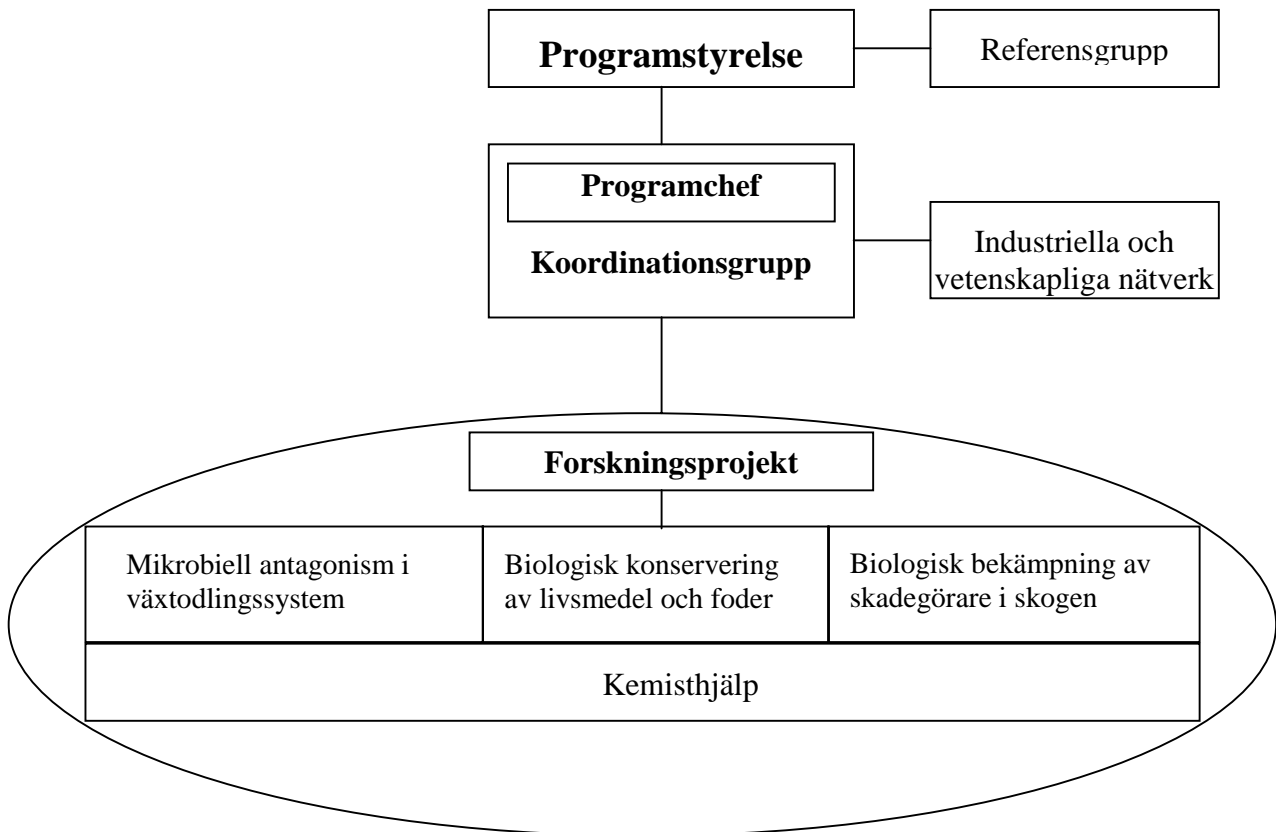 Programstyrelse
Referensgrupp
Programchef
Koordinationsgrupp
Industriella och
vetenskapliga nätverk
Forskningsprojekt
Mikrobiell antagonism i
växtodlingssystem
Biologisk konservering
av livsmedel och foder
Biologisk bekämpning av
skadegörare i skogen
Kemisthjälp